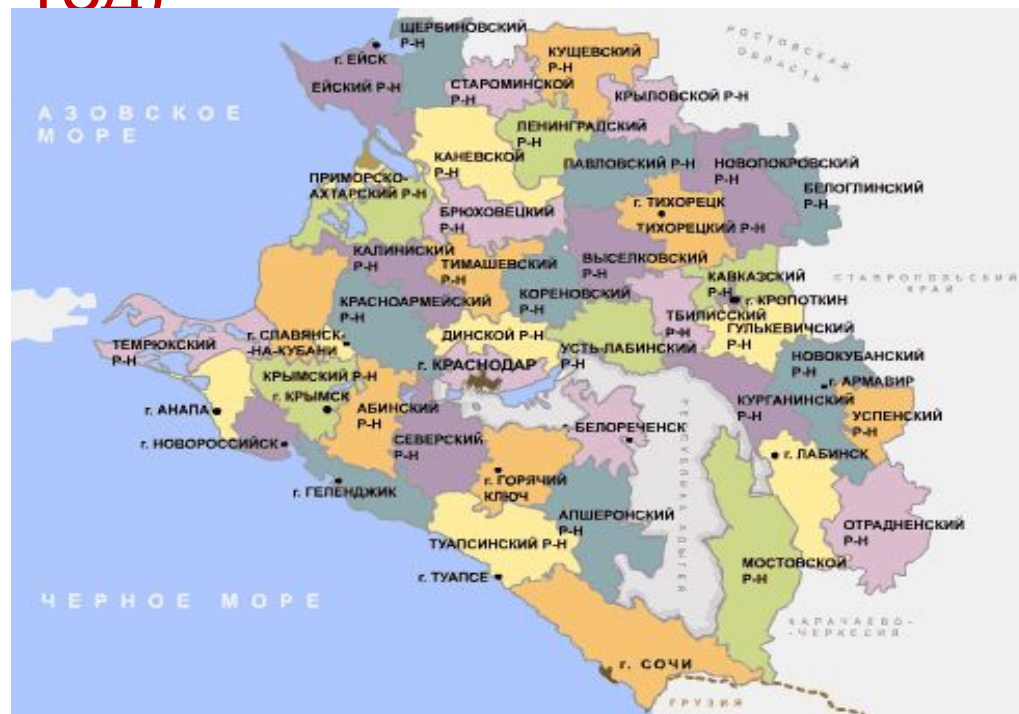 год)
ЩЕРБИНОВСКИЙ
Р-Н
г. ЕЙСК
ЕЙСКИЙ Р-Н
КУЩЕВСКИЙ
Р-Н
СТАРОМИНСКОЙ
Р-Н
КРЫЛОВСКОЙ Р-Н
РОСТОВСКАЯ
ОБЛАСТЬ
АЗОВСКОЕ
МОРЕ
ЛЕНИНГРАДСКИЙ
Р-Н
КАНЕВСКОЙ
Р-Н
ПАВЛОВСКИЙ Р-Н
НОВОПОКРОВСКИЙ
Р-Н
БЕЛОГЛИНСКИЙ
Р-Н
ПРИМОРСКО-
АХТАРСКИЙ Р-Н
БРЮХОВЕЦКИЙ
Р-Н
г. ТИХОРЕЦК
ТИХОРЕЦКИЙ Р-Н
КАЛИНИСКИЙ
Р-Н
ТИМАШЕВСКИЙ
Р-Н
ВЫСЕЛКОВСКИЙ
Р-Н
КАВКАЗСКИЙ
Р-Н
г. КРОПОТКИН
СТАВРОПОЛЬСКИЙ
КРАЙ
КРАСНОАРМЕЙСКИЙ
Р-Н
КОРЕНОВСКИЙ
Р-Н
ТБИЛИССКИЙ
Р-Н
ГУЛЬКЕВИЧСКИЙ
Р-Н
ТЕМРЮКСКИЙ
Р-Н
г. СЛАВЯНСК-
-НА-КУБАНИ
ДИНСКОЙ Р-Н
УСТЬ-ЛАБИНСКИЙ
Р-Н
НОВОКУБАНСКИЙ
Р-Н
г. КРАСНОДАР
КРЫМСКИЙ Р-Н
г. КРЫМСК
г. АРМАВИР
г. АНАПА
АБИНСКИЙ
Р-Н
КУРГАНИНСКИЙ
Р-Н
УСПЕНСКИЙ
Р-Н
г. НОВОРОССИЙСК
СЕВЕРСКИЙ
Р-Н
г. БЕЛОРЕЧЕНСК
РЕСПУБЛИКА АДЫГЕЯ
г. ЛАБИНСК
г. ГЕЛЕНДЖИК
г. ГОРЯЧИЙ
КЛЮЧ
АПШЕРОНСКИЙ
Р-Н
ОТРАДНЕНСКИЙ
Р-Н
ТУАПСИНСКИЙ Р-Н
МОСТОВСКОЙ
Р-Н
г. ТУАПСЕ
ЧЕРНОЕ МОРЕ
КАРАЧАЕВО-
-ЧЕРКЕССИЯ
г. СОЧИ
ГРУЗИЯ